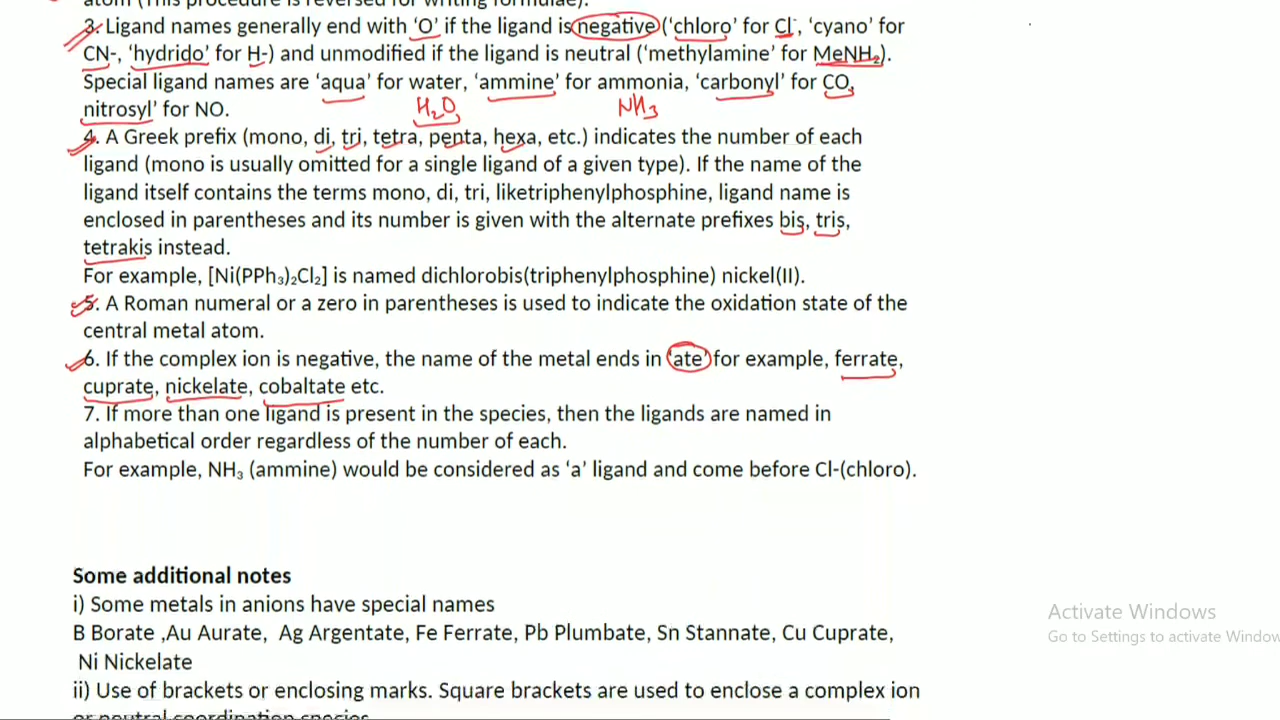 atom (This procedure is reversed for writing formulae).
3. Ligand names generally end with ‘O’ if the ligand is negative (‘chloro’ for Cl-, ‘cyano’ for
CN-, ‘hydrido’ for H-) and unmodified if the ligand is neutral (‘methylamine’ for MeNH₂).
Special ligand names are ‘aqua’ for water, ‘ammine’ for ammonia, ‘carbonyl’ for CO,
nitrosyl’ for NO.
H₂O NH₃
4. A Greek prefix (mono, di, tri, tetra, penta, hexa, etc.) indicates the number of each
ligand (mono is usually omitted for a single ligand of a given type). If the name of the
ligand itself contains the terms mono, di, tri, liketriphenylphosphine, ligand name is
enclosed in parentheses and its number is given with the alternate prefixes bis, tris,
tetrakis instead.
For example, [Ni(PPh₃)₂Cl₂] is named dichlorobis(triphenylphosphine) nickel(II).
5. A Roman numeral or a zero in parentheses is used to indicate the oxidation state of the
central metal atom.
6. If the complex ion is negative, the name of the metal ends in ‘ate’ for example, ferrate,
cuprate, nickelate, cobaltate etc.
7. If more than one ligand is present in the species, then the ligands are named in
alphabetical order regardless of the number of each.
For example, NH₃ (ammine) would be considered as ‘a’ ligand and come before Cl-(chloro).
Some additional notes
i) Some metals in anions have special names
B Borate ,Au Aurate, Ag Argentate, Fe Ferrate, Pb Plumbate, Sn Stannate, Cu Cuprate,
Ni Nickelate
ii) Use of brackets or enclosing marks. Square brackets are used to enclose a complex ion
or neutral coordination species.
Activate Windows
Go to Settings to activate Window